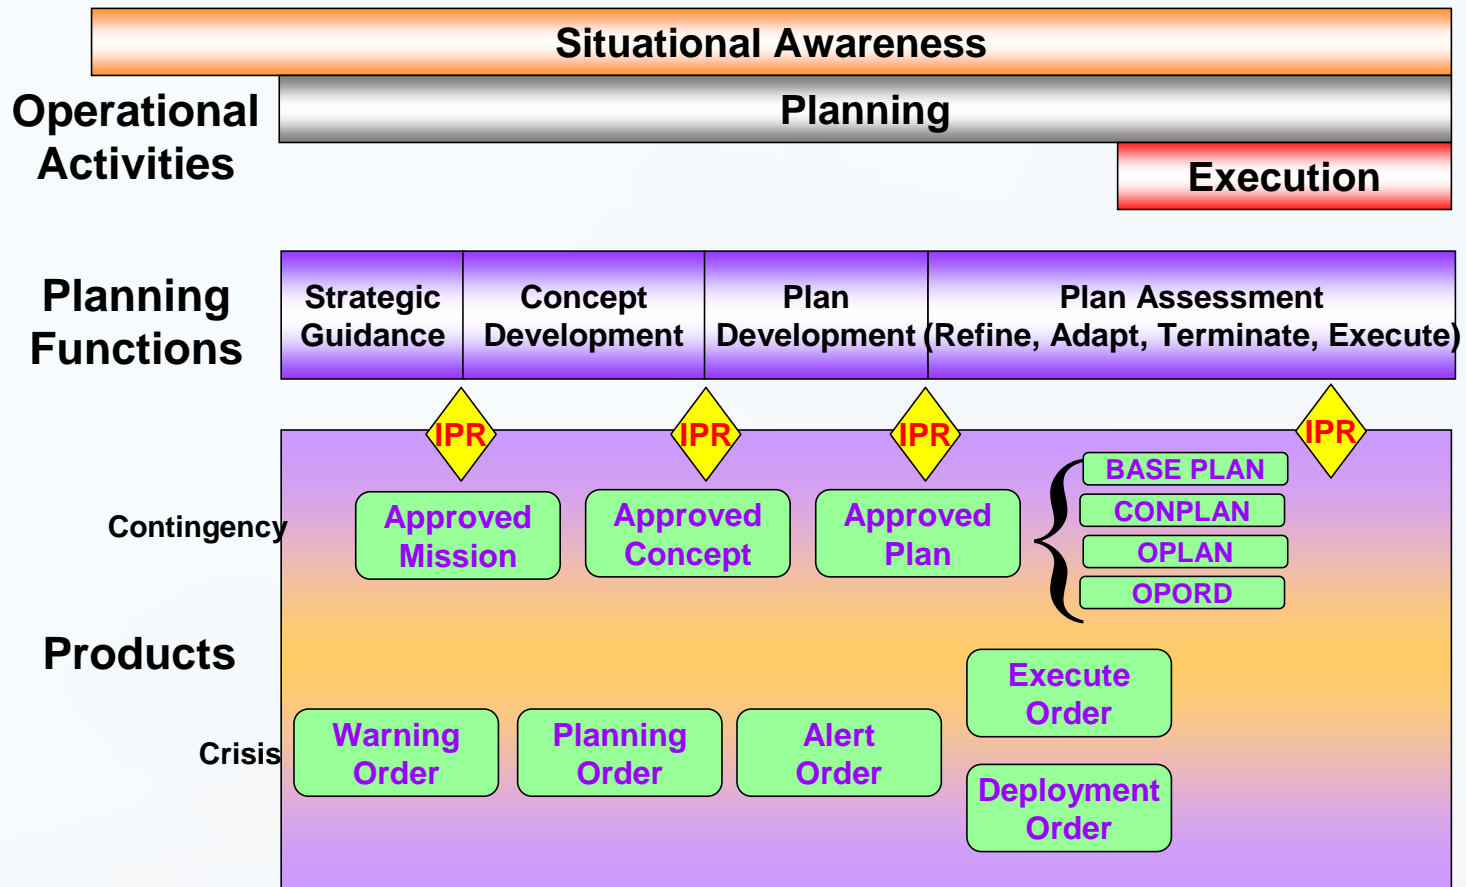 Situational Awareness
Operational
Activities
Planning
Execution
Planning
Functions
Strategic
Guidance
Concept
Development
Plan
Development
Plan Assessment
(Refine, Adapt, Terminate, Execute)
IPR
IPR
IPR
IPR
Contingency
Approved
Mission
Approved
Concept
Approved
Plan
{
BASE PLAN
CONPLAN
OPLAN
OPORD
Products
Crisis
Warning
Order
Planning
Order
Alert
Order
Execute
Order
Deployment
Order